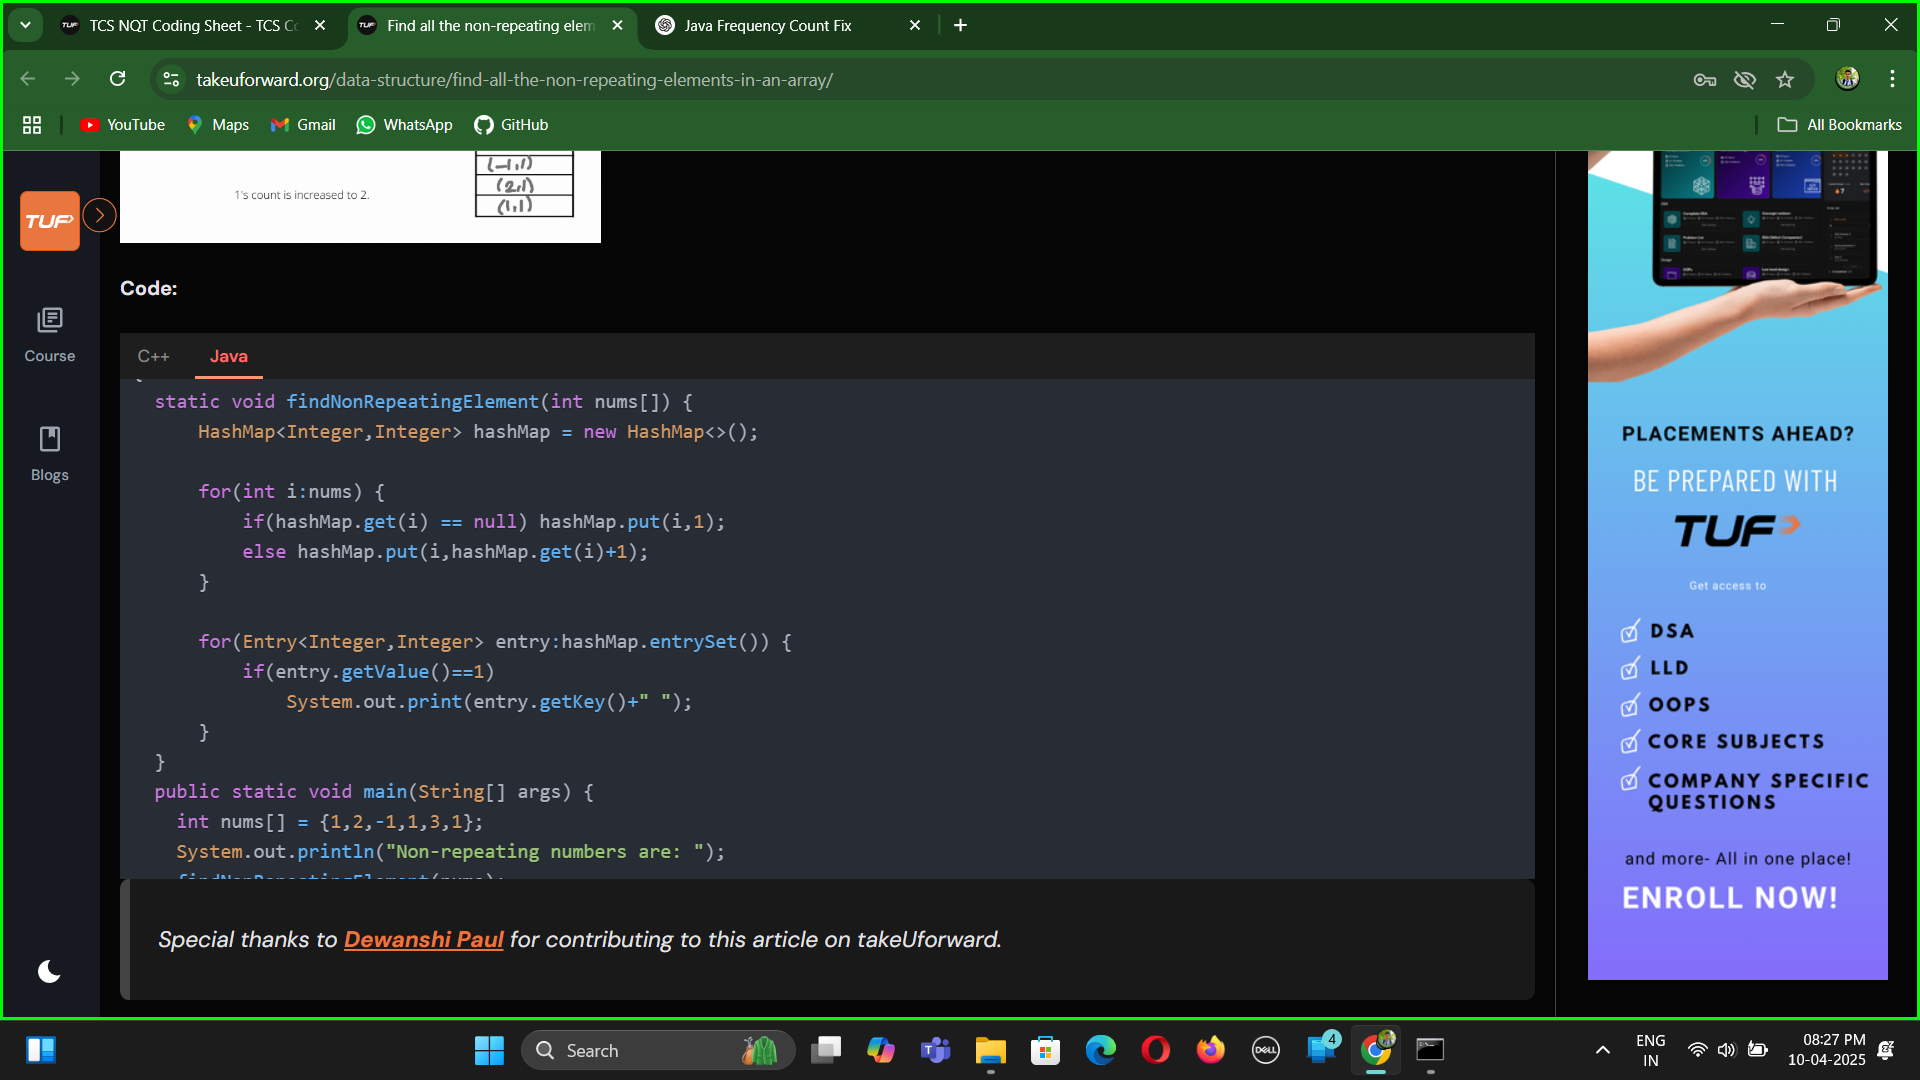 TCS NQT Coding Sheet - TCS Co
Find all the non-repeating elem
Java Frequency Count Fix
takeuforward.org/data-structure/find-all-the-non-repeating-elements-in-an-array/
YouTube
Maps
Gmail
WhatsApp
GitHub
All Bookmarks
TUF
Course
Blogs
1's count is increased to 2.
(-1,1)
(2,1)
(1,1)
Code:
C++
Java
static void findNonRepeatingElement(int nums[]) {
HashMap<Integer,Integer> hashMap = new HashMap<>();
for(int i:nums) {
if(hashMap.get(i) == null) hashMap.put(i,1);
else hashMap.put(i,hashMap.get(i)+1);
}
for(Entry<Integer,Integer> entry:hashMap.entrySet()) {
if(entry.getValue()==1)
System.out.print(entry.getKey()+" ");
}
}
public static void main(String[] args) {
int nums[] = {1,2,-1,1,3,1};
System.out.println("Non-repeating numbers are: ");
findNonRepeatingElement(nums);
Special thanks to Dewanshi Paul for contributing to this article on takeUforward.
PLACEMENTS AHEAD?
BE PREPARED WITH
TUF
Get access to
DSA
LLD
OOPS
CORE SUBJECTS
COMPANY SPECIFIC
QUESTIONS
and more- All in one place!
ENROLL NOW!
Search
DELL
4
ENG
IN
08:27 PM
10-04-2025